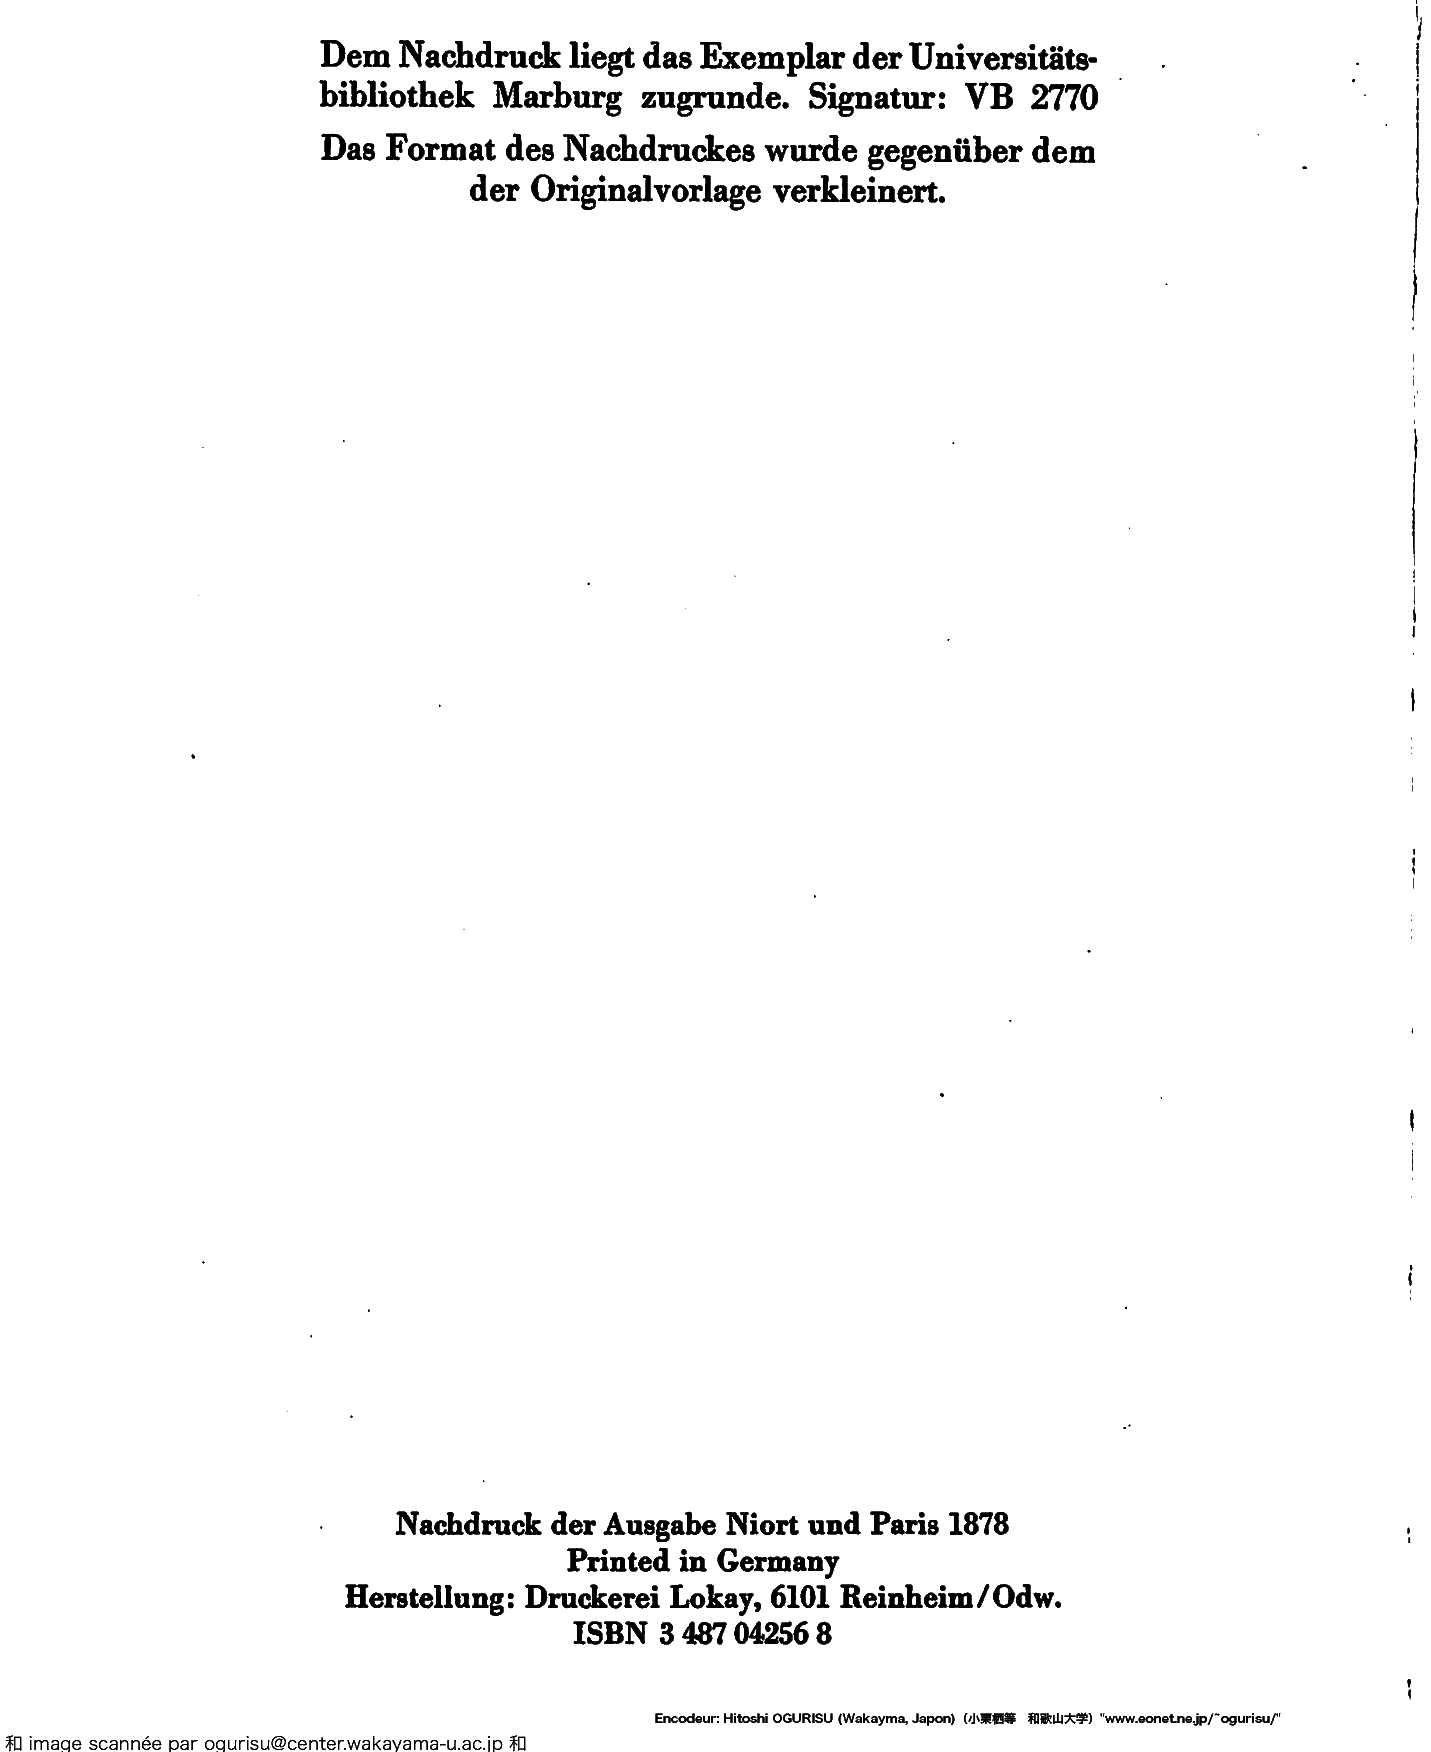 Dem Nachdruck liegt das Exemplar der Universitäts-
bibliothek Marburg zugrunde. Signatur: VB 2770
Das Format des Nachdruckes wurde gegenüber dem
der Originalvorlage verkleinert.
Nachdruck der Ausgabe Niort und Paris 1878
Printed in Germany
Herstellung: Druckerei Lokay, 6101 Reinheim/Odw.
ISBN 3 487 04256 8
Encodeur: Hitoshi OGURISU (Wakayma, Japon) (小栗栖等 和歌山大学) "www.eonet.ne.jp/~ogurisu/"
和 image scannée par ogurisu@center.wakayama-u.ac.jp 和